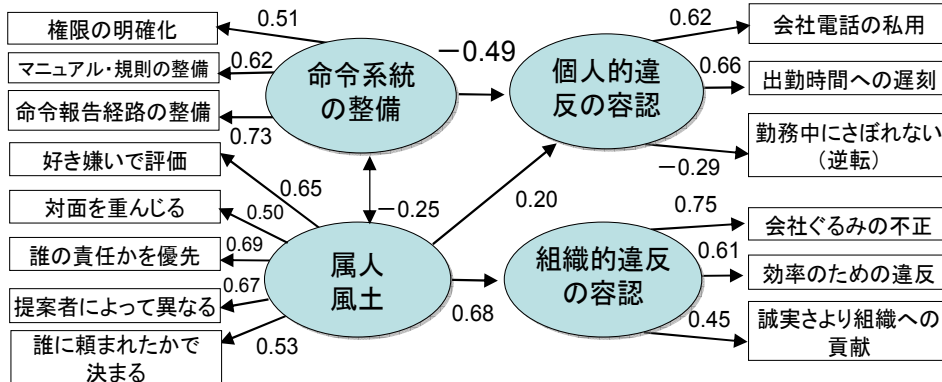 権限の明確化
マニュアル・規則の整備
命令報告経路の整備
好き嫌いで評価
対面を重んじる
誰の責任かを優先
提案者によって異なる
誰に頼まれたかで
決まる
0.51
0.62
0.73
0.65
0.50
0.69
0.67
0.53
命令系統
の整備
属人
風土
－0.49
－0.25
0.20
0.68
個人的違
反の容認
組織的違反
の容認
0.62
0.66
－0.29
0.75
0.61
0.45
会社電話の私用
出勤時間への遅刻
勤務中にさぼれない
（逆転）
会社ぐるみの不正
効率のための違反
誠実さより組織への
貢献